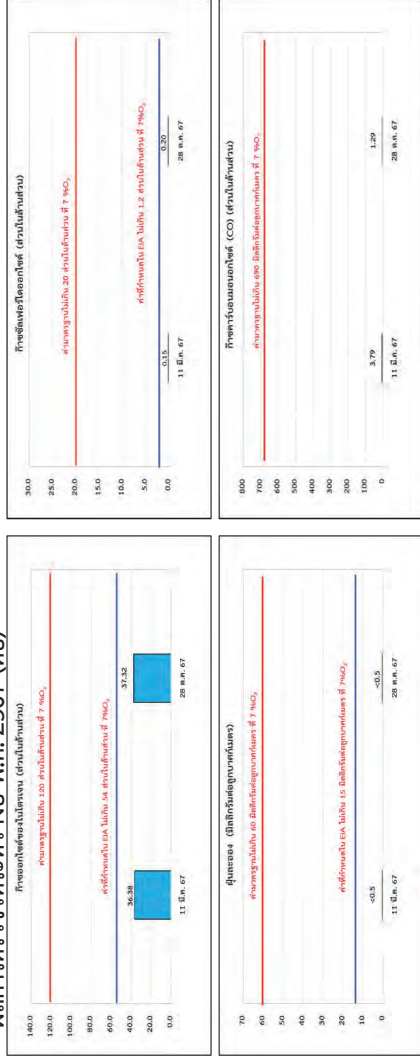 ก๊าซออกไซด์ของไนโตรเจน (ส่วนในล้านส่วน)
140.0
120.0
100.0
80.0
60.0
40.0
20.0
0.0
ค่ามาตรฐานไม่เกิน 120 ส่วนในล้านส่วน ที่ 7 %O₂
ค่าที่กำหนดใน EIA ไม่เกิน 54 ส่วนในล้านส่วน ที่ 7%O₂
36.38
37.32
11 มี.ค. 67
28 ต.ค. 67
ก๊าซซัลเฟอร์ไดออกไซด์ (ส่วนในล้านส่วน)
30.0
25.0
20.0
15.0
10.0
5.0
0.0
ค่ามาตรฐานไม่เกิน 20 ส่วนในล้านส่วน ที่ 7 %O₂
ค่าที่กำหนดใน EIA ไม่เกิน 1.2 ส่วนในล้านส่วน ที่ 7%O₂
0.15
0.20
11 มี.ค. 67
28 ต.ค. 67
ฝุ่นละออง (มิลลิกรัมต่อลูกบาศก์เมตร)
70
60
50
40
30
20
10
0
ค่ามาตรฐานไม่เกิน 60 มิลลิกรัมต่อลูกบาศก์เมตร ที่ 7 %O₂
ค่าที่กำหนดใน EIA ไม่เกิน 15 มิลลิกรัมต่อลูกบาศก์เมตร ที่ 7%O₂
<0.5
<0.5
11 มี.ค. 67
28 ต.ค. 67
ก๊าซคาร์บอนมอนอกไซด์ (CO) (ส่วนในล้านส่วน)
800
700
600
500
400
300
200
100
0
ค่ามาตรฐานไม่เกิน 690 มิลลิกรัมต่อลูกบาศก์เมตร ที่ 7 %O₂
3.79
1.29
11 มี.ค. 67
28 ต.ค. 67